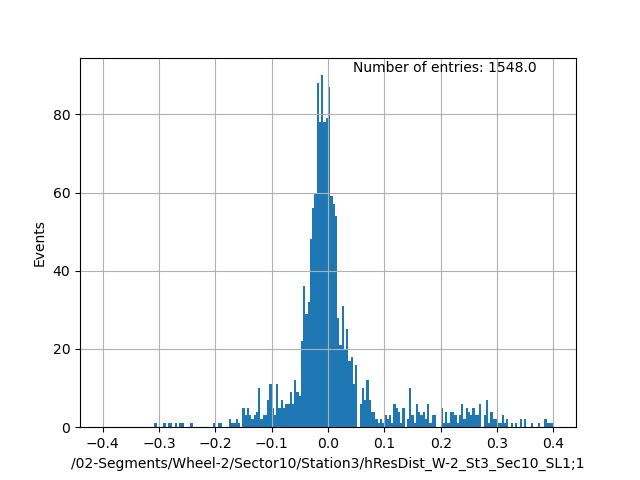 Number of entries: 1548.0
80
60
40
20
0
Events
−0.4 −0.3 −0.2 −0.1 0.0 0.1 0.2 0.3 0.4
/02-Segments/Wheel-2/Sector10/Station3/hResDist_W-2_St3_Sec10_SL1;1